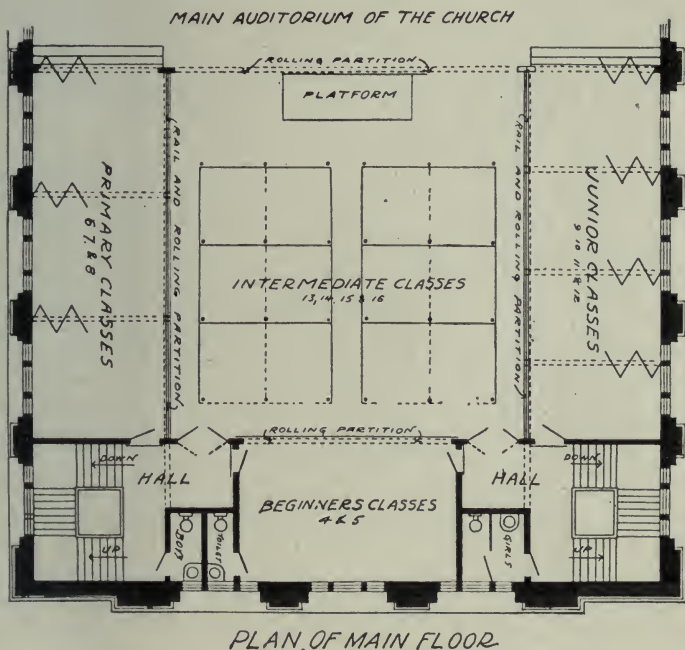 MAIN AUDITORIUM OF THE CHURCH
ROLLING PARTITION
PLATFORM
PRIMARY CLASSES
6 7. & 8
RAIL AND ROLLING PARTITION
INTERMEDIATE CLASSES
13, 14, 15 & 16
RAIL AND ROLLING PARTITION
JUNIOR CLASSES
9 10 11 & 12
ROLLING PARTITION
DOWN
HALL
UP
BEGINNERS CLASSES
4 & 5
BOYS
TOILET
GIRLS
HALL
DOWN
UP
PLAN OF MAIN FLOOR